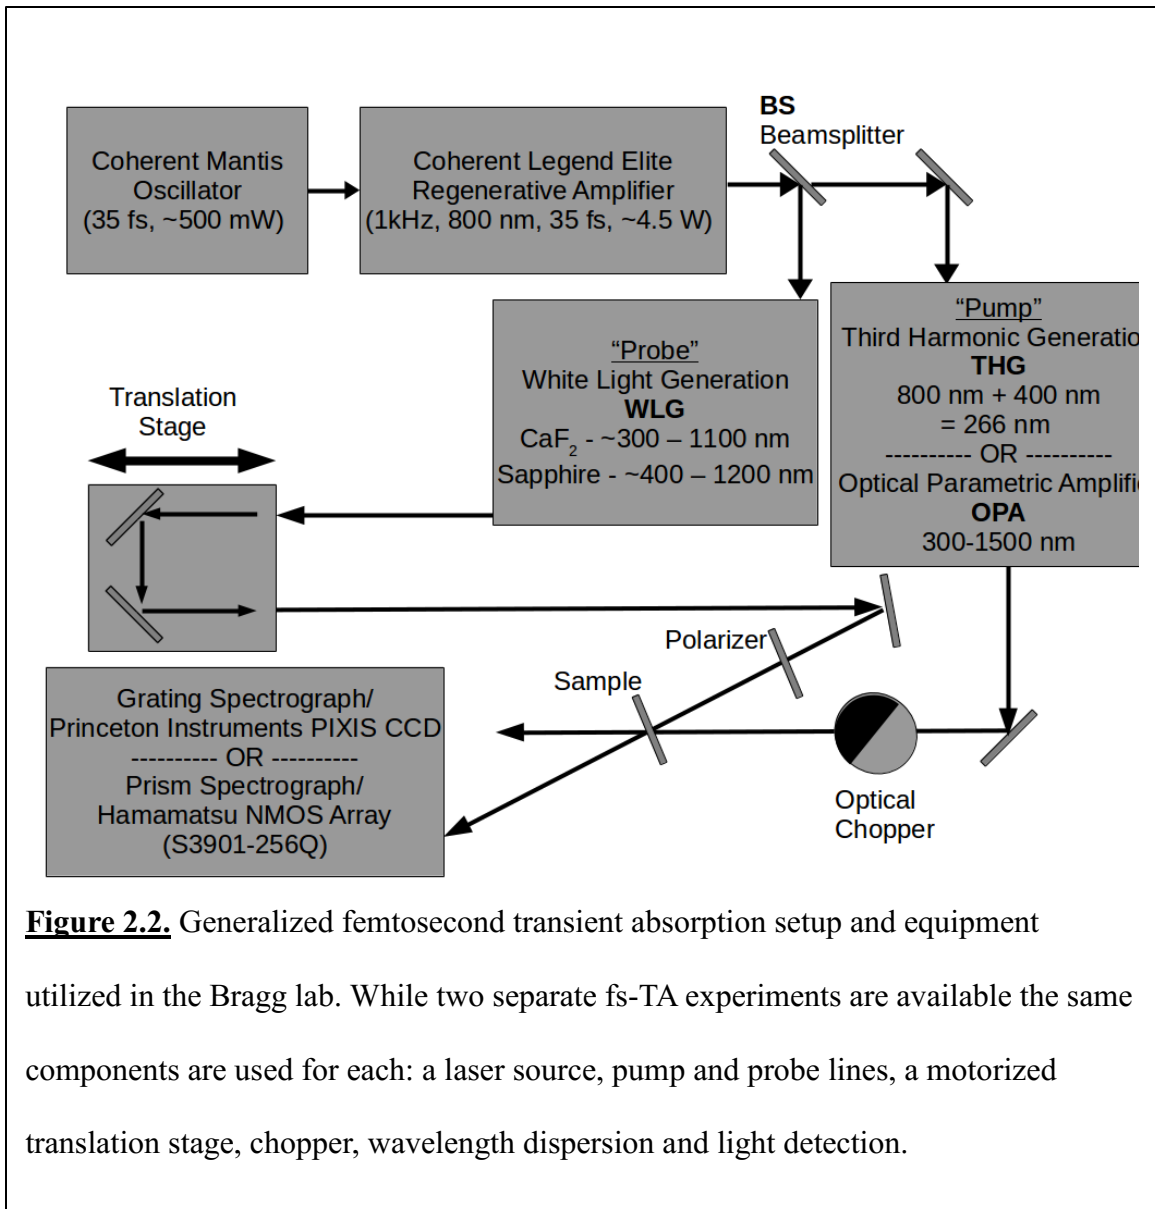 BS
Beamsplitter
Coherent Mantis
Oscillator
(35 fs, ~500 mW)
Coherent Legend Elite
Regenerative Amplifier
(1kHz, 800 nm, 35 fs, ~4.5 W)
“Probe”
White Light Generation
WLG
CaF2 - ~300 – 1100 nm
Sapphire - ~400 – 1200 nm
“Pump”
Third Harmonic Generatio
THG
800 nm + 400 nm
= 266 nm
---------- OR ----------
Optical Parametric Amplifi
OPA
300-1500 nm
Translation
Stage
Polarizer
Sample
Optical
Chopper
Grating Spectrograph/
Princeton Instruments PIXIS CCD
---------- OR ----------
Prism Spectrograph/
Hamamatsu NMOS Array
(S3901-256Q)
Figure 2.2. Generalized femtosecond transient absorption setup and equipment
utilized in the Bragg lab. While two separate fs-TA experiments are available the same
components are used for each: a laser source, pump and probe lines, a motorized
translation stage, chopper, wavelength dispersion and light detection.